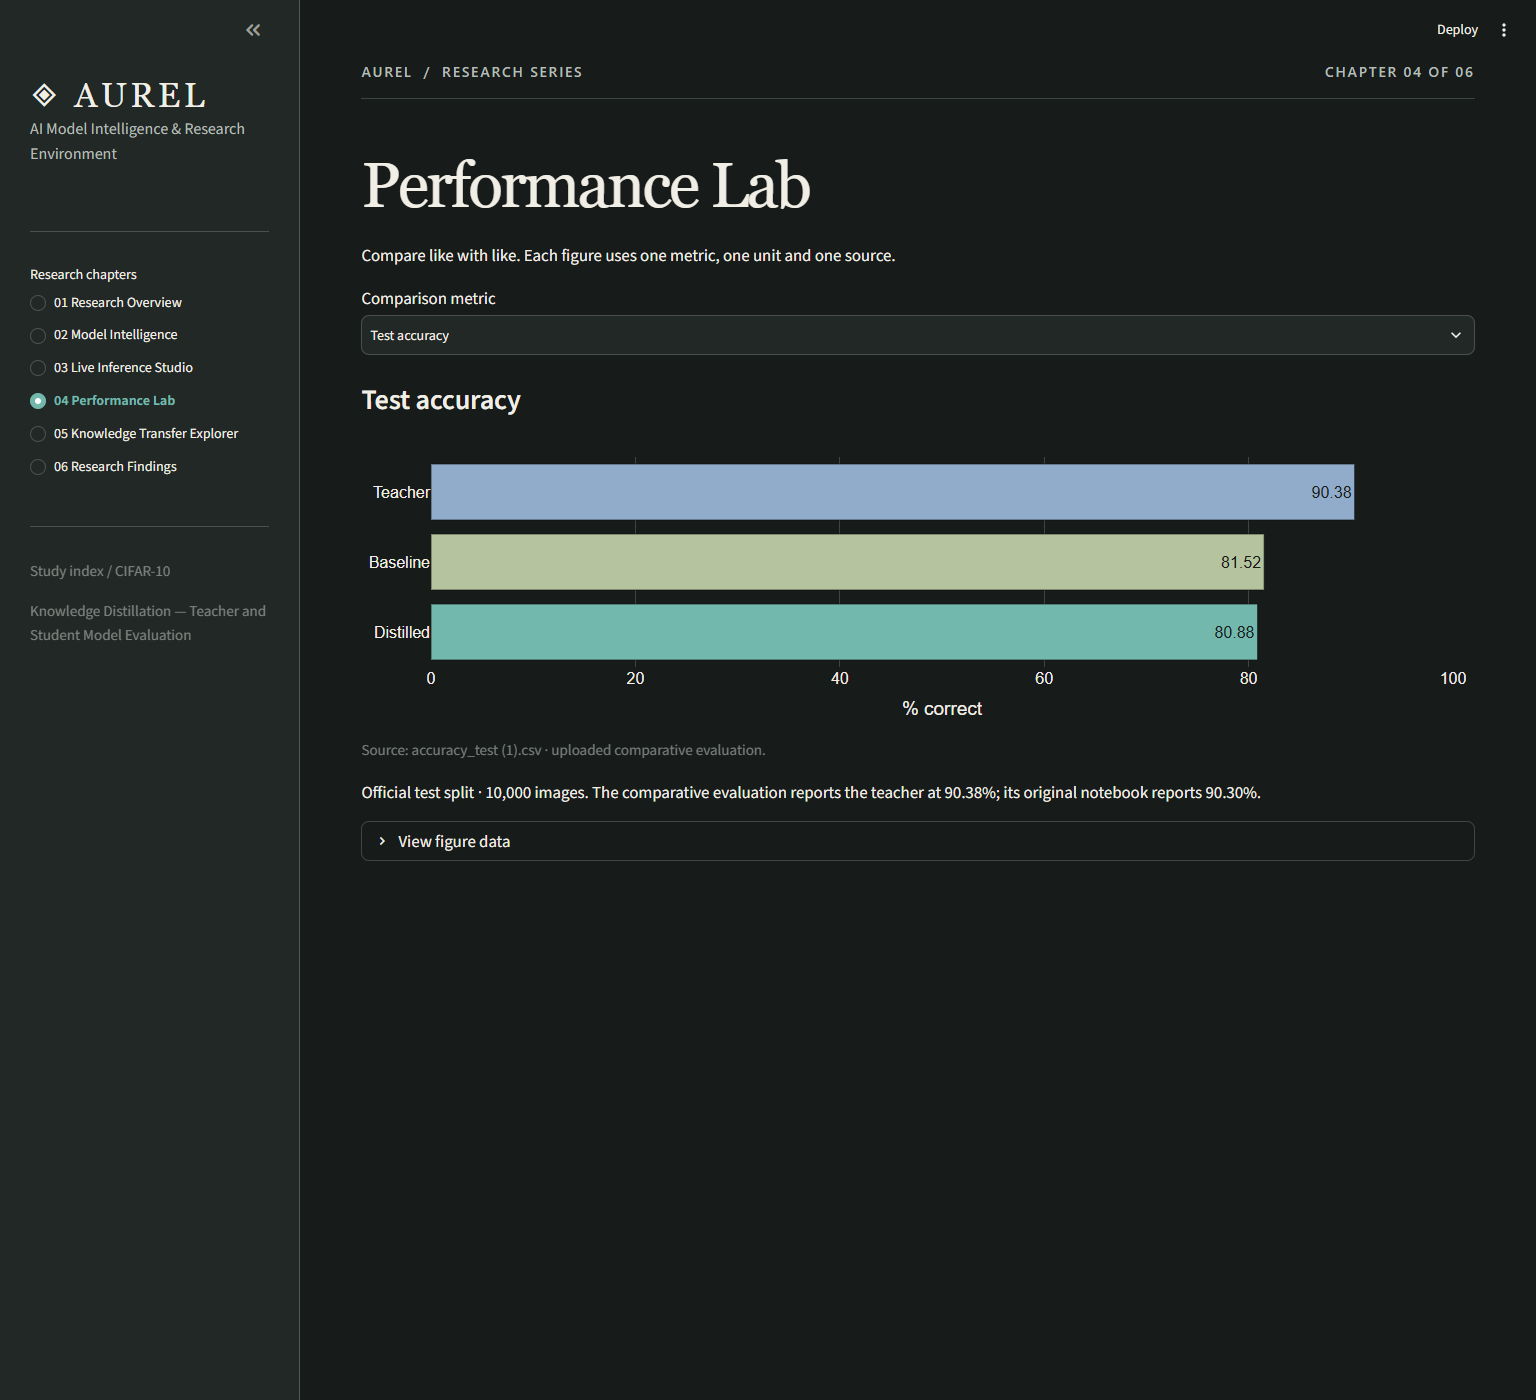 AUREL
AI Model Intelligence & Research
Environment
Research chapters
01 Research Overview
02 Model Intelligence
03 Live Inference Studio
04 Performance Lab
05 Knowledge Transfer Explorer
06 Research Findings
Study index / CIFAR-10
Knowledge Distillation — Teacher and
Student Model Evaluation
Deploy
AUREL / RESEARCH SERIES
CHAPTER 04 OF 06
Performance Lab
Compare like with like. Each figure uses one metric, one unit and one source.
Comparison metric
Test accuracy
Test accuracy
Teacher 90.38
Baseline 81.52
Distilled 80.88
0 20 40 60 80 100
% correct
Source: accuracy_test (1).csv · uploaded comparative evaluation.
Official test split · 10,000 images. The comparative evaluation reports the teacher at 90.38%; its original notebook reports 90.30%.
View figure data